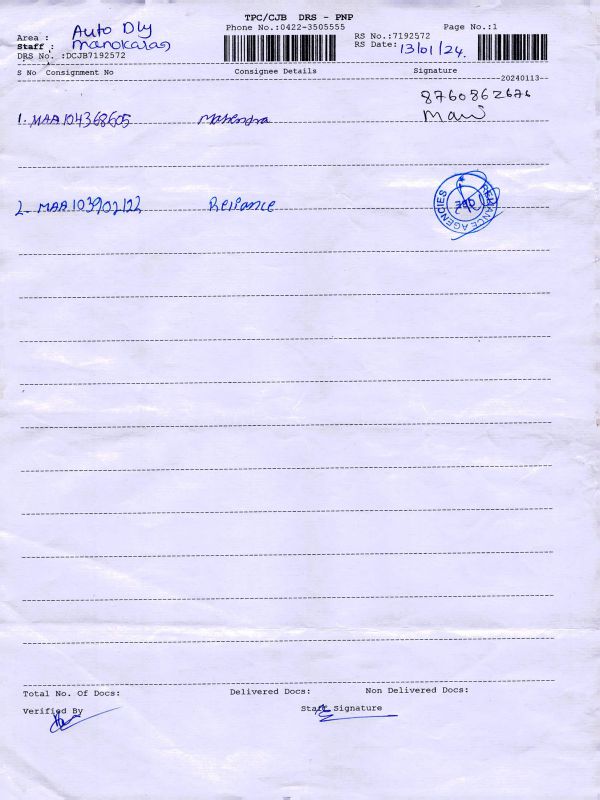 TPC/CJB DRS - PNP
Phone No.:0422-3505555
Page No.:1
Area : Auto Dly
Staff : Manokaran
DRS No. :DCJB7192572
RS No.:7192572
RS Date: 13/01/24.
S No Consignment No Consignee Details Signature
20240113
8760862676
1. MAA104368605 Mahendra Mani
2. MAA103902122 Reliance
RELIANCE AGENCIES
Total No. Of Docs: Delivered Docs: Non Delivered Docs:
Verified By Staff Signature